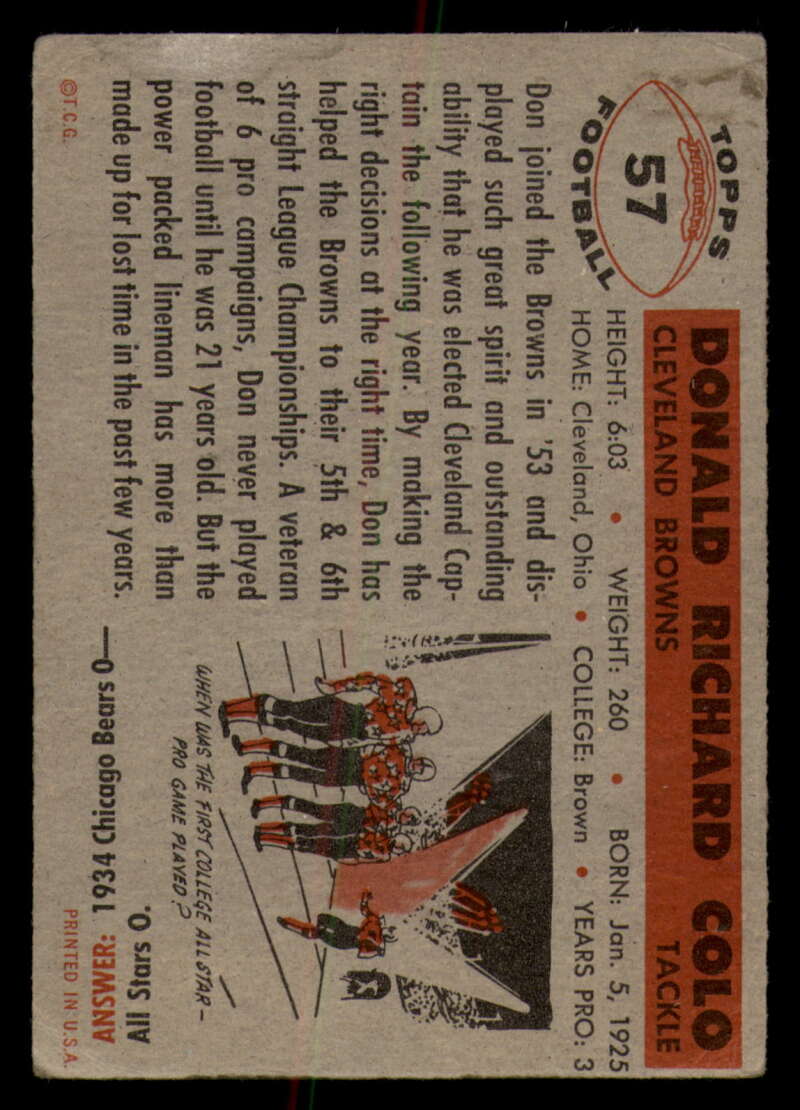 TOPPS
57
FOOTBALL
DONALD RICHARD COLO
CLEVELAND BROWNS TACKLE
HEIGHT: 6:03 • WEIGHT: 260 • BORN: Jan. 5, 1925
HOME: Cleveland, Ohio • COLLEGE: Brown • YEARS PRO: 3
Don joined the Browns in '53 and dis-
played such great spirit and outstanding
ability that he was elected Cleveland Cap-
tain the following year. By making the
right decisions at the right time, Don has
helped the Browns to their 5th & 6th
straight League Championships. A veteran
of 6 pro campaigns, Don never played
football until he was 21 years old. But the
power packed lineman has more than
made up for lost time in the past few years.
WHEN WAS THE FIRST COLLEGE ALL STAR–
PRO GAME PLAYED?
ANSWER: 1934 Chicago Bears 0—
All Stars 0.
©T.C.G.
PRINTED IN U.S.A.